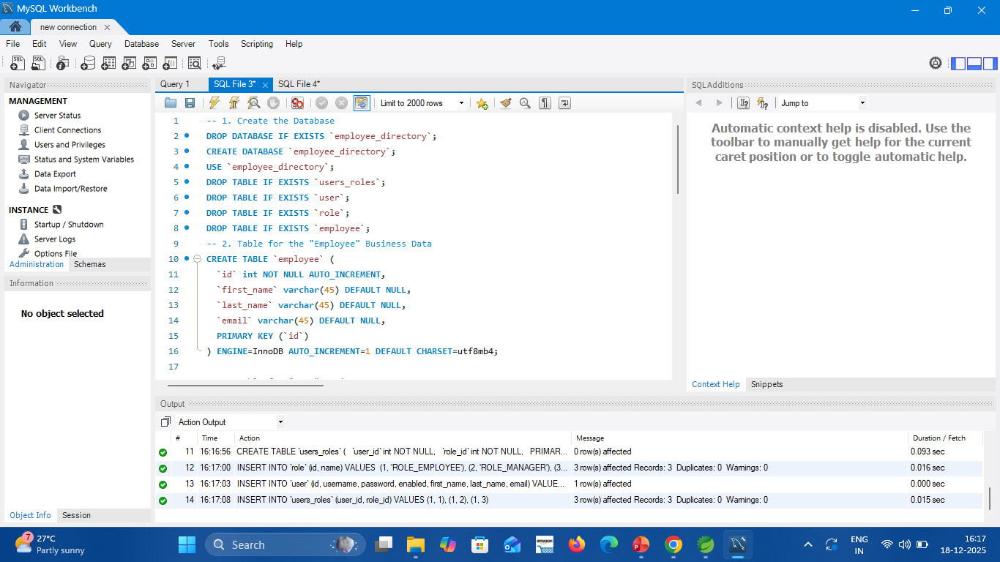 MySQL Workbench
new connection
File Edit View Query Database Server Tools Scripting Help
Navigator
MANAGEMENT
Server Status
Client Connections
Users and Privileges
Status and System Variables
Data Export
Data Import/Restore
INSTANCE
Startup / Shutdown
Server Logs
Options File
Administration Schemas
Information
No object selected
Object Info Session
Query 1 SQL File 3* SQL File 4*
Limit to 2000 rows
1 -- 1. Create the Database
2 DROP DATABASE IF EXISTS `employee_directory`;
3 CREATE DATABASE `employee_directory`;
4 USE `employee_directory`;
5 DROP TABLE IF EXISTS `users_roles`;
6 DROP TABLE IF EXISTS `user`;
7 DROP TABLE IF EXISTS `role`;
8 DROP TABLE IF EXISTS `employee`;
9 -- 2. Table for the "Employee" Business Data
10 CREATE TABLE `employee` (
11 `id` int NOT NULL AUTO_INCREMENT,
12 `first_name` varchar(45) DEFAULT NULL,
13 `last_name` varchar(45) DEFAULT NULL,
14 `email` varchar(45) DEFAULT NULL,
15 PRIMARY KEY (`id`)
16 ) ENGINE=InnoDB AUTO_INCREMENT=1 DEFAULT CHARSET=utf8mb4;
17
SQLAdditions
Jump to
Automatic context help is disabled. Use the
toolbar to manually get help for the current
caret position or to toggle automatic help.
Context Help Snippets
Output
Action Output
# Time Action Message Duration / Fetch
11 16:16:56 CREATE TABLE `users_roles` ( `user_id` int NOT NULL, `role_id` int NOT NULL, PRIMAR... 0 row(s) affected 0.093 sec
12 16:17:00 INSERT INTO `role` (id, name) VALUES (1, 'ROLE_EMPLOYEE'), (2, 'ROLE_MANAGER'), (3... 3 row(s) affected Records: 3 Duplicates: 0 Warnings: 0 0.016 sec
13 16:17:03 INSERT INTO `user` (id, username, password, enabled, first_name, last_name, email) VALUE... 1 row(s) affected 0.000 sec
14 16:17:08 INSERT INTO `users_roles` (user_id, role_id) VALUES (1, 1), (1, 2), (1, 3) 3 row(s) affected Records: 3 Duplicates: 0 Warnings: 0 0.015 sec
7
27°C
Partly sunny
Search
amazon
ENG
IN
16:17
18-12-2025